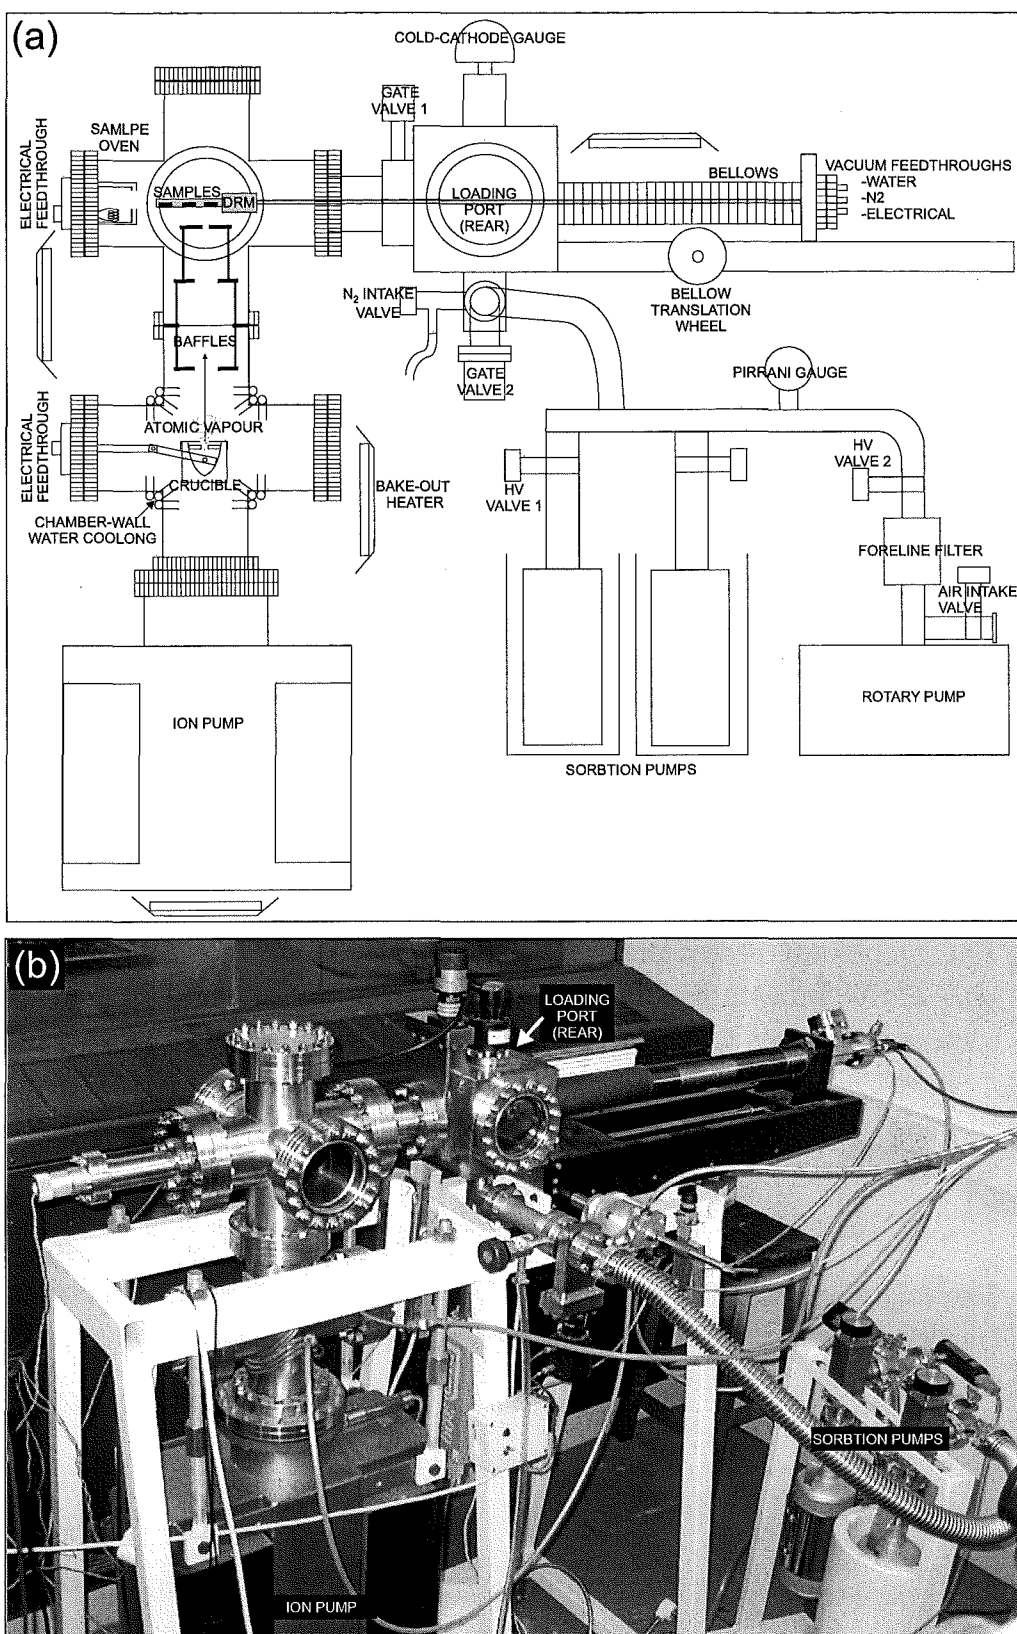 (a)
COLD-CATHODE GAUGE
GATE
VALVE 1
SAMLPE
OVEN
ELECTRICAL
FEEDTHROUGH
SAMPLES
DRM
LOADING
PORT
(REAR)
BELLOWS
VACUUM FEEDTHROUGHS
-WATER
-N2
-ELECTRICAL
N2 INTAKE
VALVE
BELLOW
TRANSLATION
WHEEL
BAFFLES
GATE
VALVE 2
PIRRANI GAUGE
ATOMIC VAPOUR
ELECTRICAL
FEEDTHROUGH
CRUCIBLE
BAKE-OUT
HEATER
HV
VALVE 1
HV
VALVE 2
CHAMBER-WALL
WATER COOLONG
FORELINE FILTER
AIR INTAKE
VALVE
ION PUMP
ROTARY PUMP
SORBTION PUMPS
(b)
LOADING
PORT
(REAR)
SORBTION PUMPS
ION PUMP